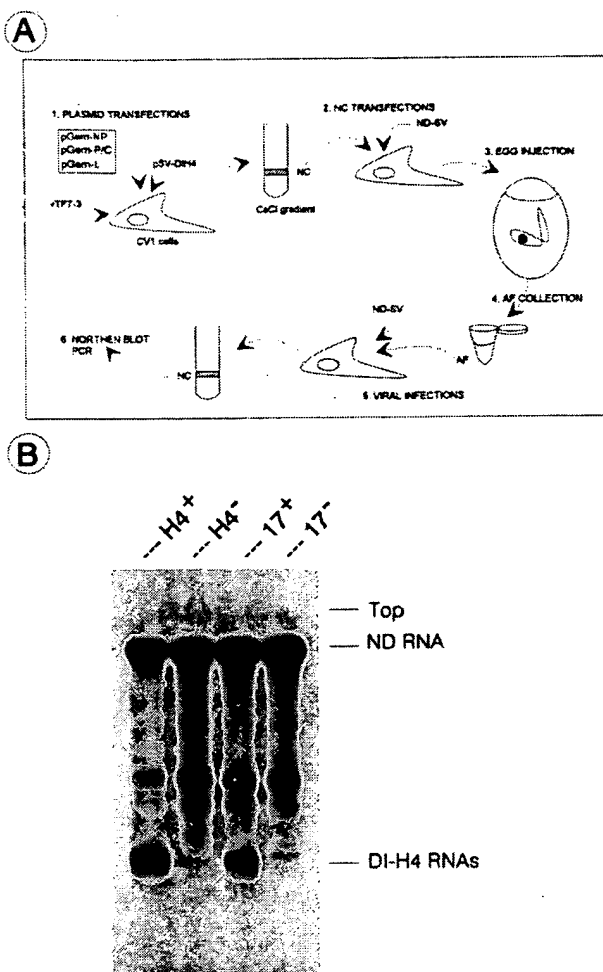 A
1. PLASMID TRANSFECTIONS
pGem-NP
pGem-P/C
pGem-L
pSV-DIH4
vTF7-3
CV1 cells
NC
CsCl gradient
2. NC TRANSFECTIONS
ND-SV
3. EGG INJECTION
4. AF COLLECTION
AF
ND-SV
5. VIRAL INFECTIONS
NC
6. NORTHEN BLOT
PCR
B
--- H4+
--- H4-
--- 17+
--- 17-
Top
ND RNA
DI-H4 RNAs